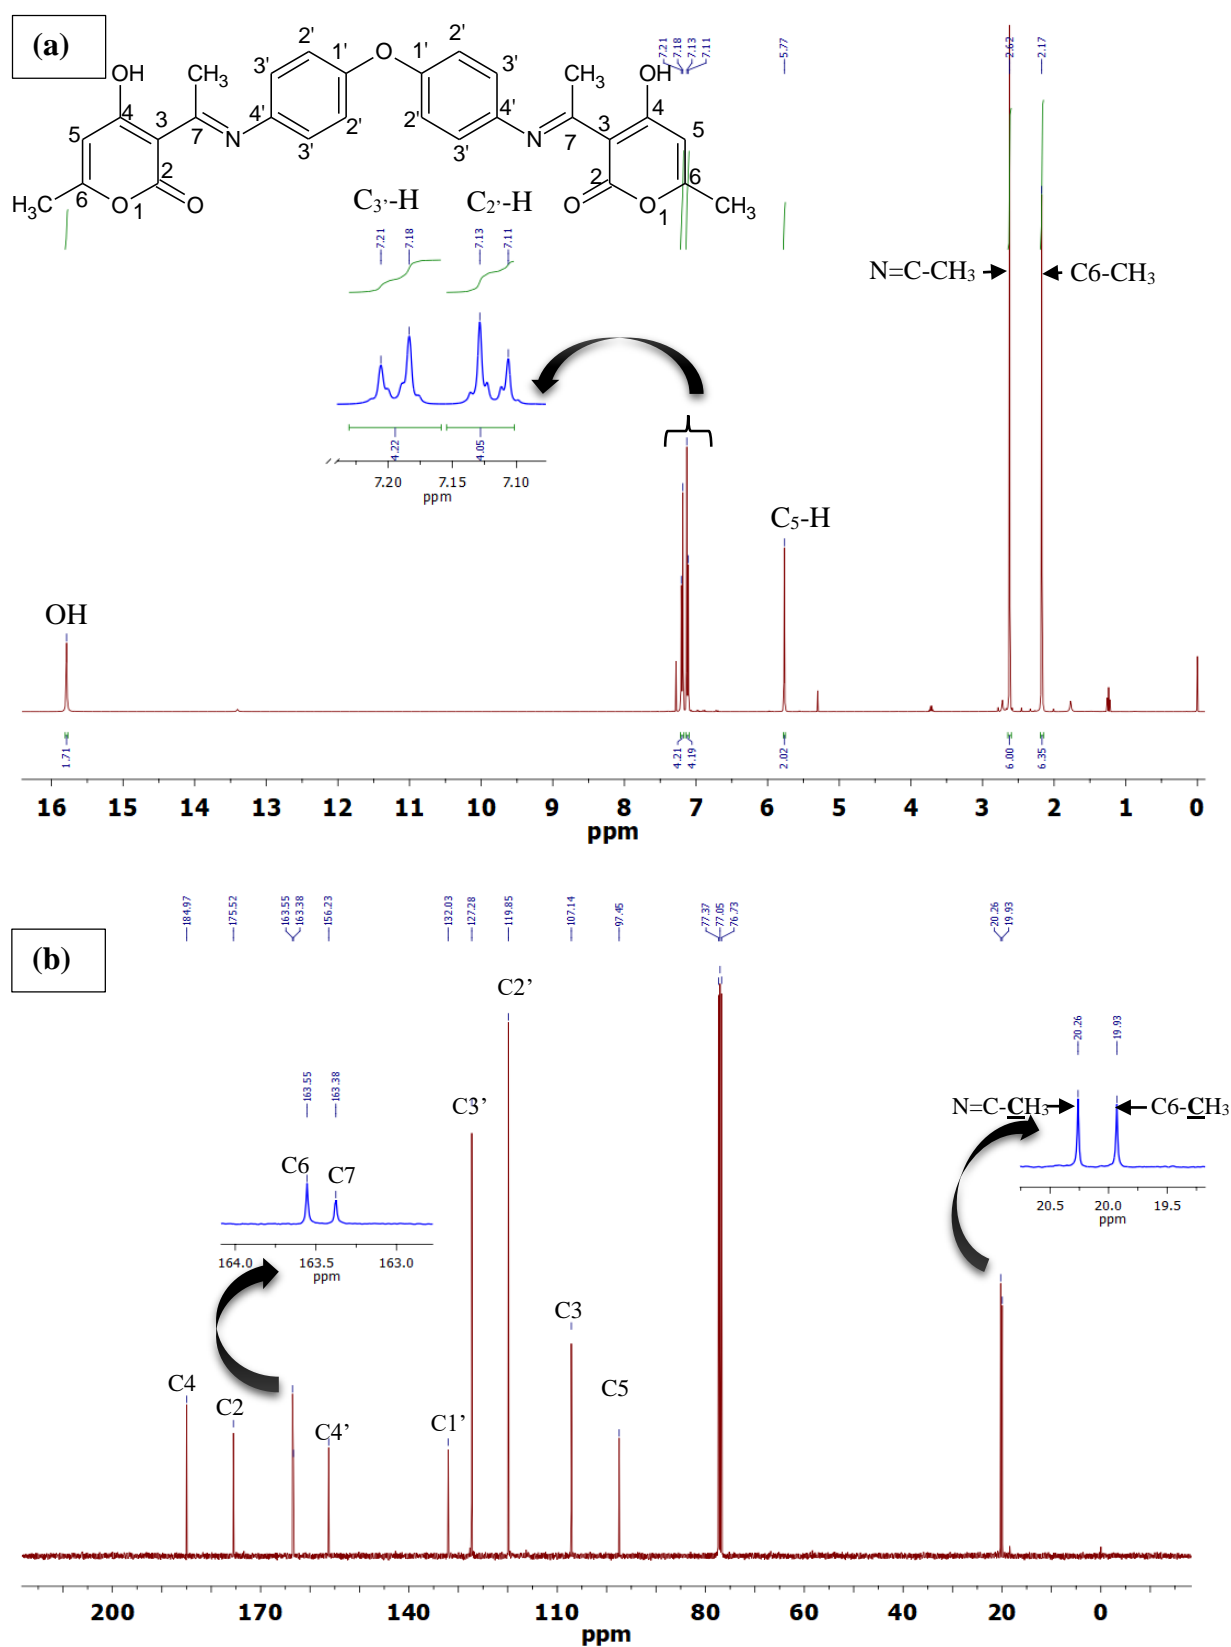 (a)
OH
CH3
2'
1'
O
1'
2'
CH3
OH
3'
3'
4
5
3
7
N
4'
2'
3'
2'
3'
4'
N
7
3
4
5
2
6
H3C
O
1
O
2
O
O
1
6
CH3
7.21
7.18
7.13
7.11
5.77
2.62
2.17
C3'-H
C2'-H
7.21
7.18
7.13
7.11
N=C-CH3
C6-CH3
4.22
4.05
7.20
7.15
7.10
ppm
C5-H
OH
1.71
4.21
4.19
2.02
6.00
6.35
16 15 14 13 12 11 10 9 8 7 6 5 4 3 2 1 0
ppm
184.97
175.52
163.55
163.38
156.23
132.03
127.28
119.85
107.14
97.45
77.37
77.05
76.73
20.26
19.93
(b)
C2’
163.55
163.38
20.26
19.93
C3’
N=C-CH3
C6-CH3
C6
C7
20.5 20.0 19.5
ppm
164.0 163.5 163.0
ppm
C3
C4
C2
C4’
C1’
C5
200 170 140 110 80 60 40 20 0
ppm